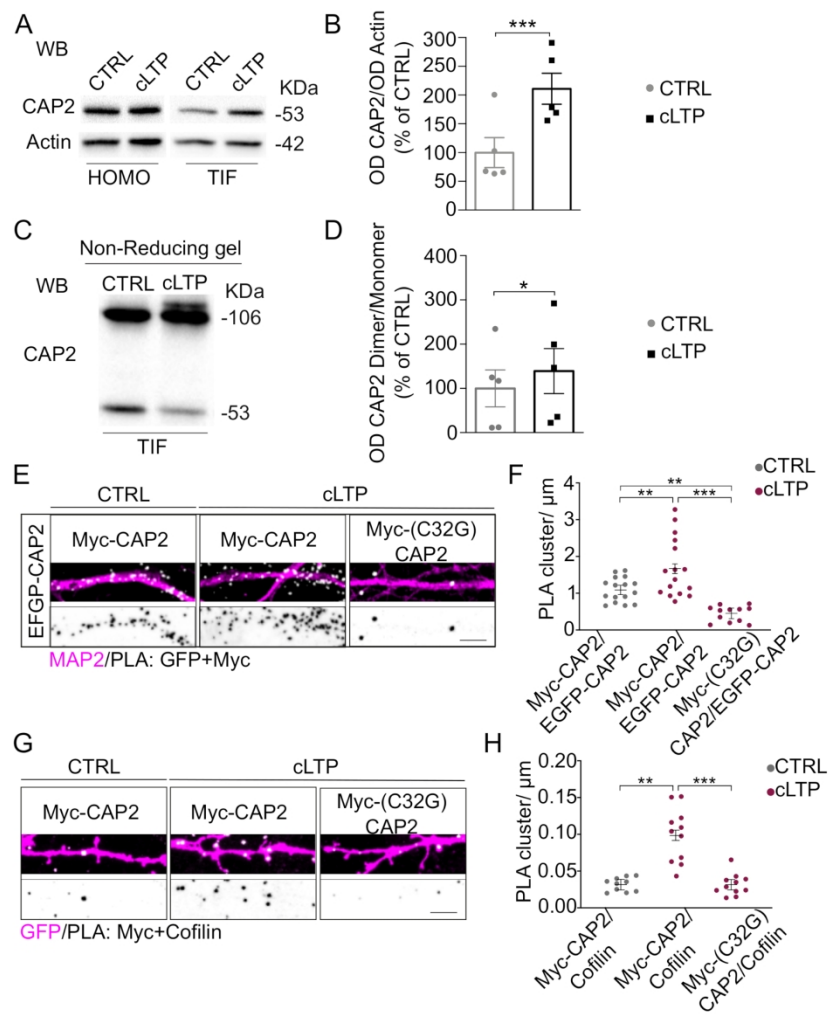 A
WB
CTRL
cLTP
CTRL
cLTP
KDa
CAP2
-53
Actin
-42
HOMO
TIF
B
OD CAP2/OD Actin
(% of CTRL)
300
250
200
150
100
50
0
***
CTRL
cLTP
C
Non-Reducing gel
WB
CTRL cLTP
KDa
-106
CAP2
-53
TIF
D
OD CAP2 Dimer/Monomer
(% of CTRL)
400
300
200
100
0
*
CTRL
cLTP
E
CTRL
cLTP
EFGP-CAP2
Myc-CAP2
Myc-CAP2
Myc-(C32G)
CAP2
MAP2/PLA: GFP+Myc
F
CTRL
cLTP
PLA cluster/ μm
4
3
2
1
0
**
**
***
Myc-CAP2/
EGFP-CAP2
Myc-CAP2/
EGFP-CAP2
Myc-(C32G)
CAP2/EGFP-CAP2
G
CTRL
cLTP
Myc-CAP2
Myc-CAP2
Myc-(C32G)
CAP2
GFP/PLA: Myc+Cofilin
H
CTRL
cLTP
PLA cluster/ μm
0.20
0.15
0.10
0.05
0.00
**
***
Myc-CAP2/
Cofilin
Myc-CAP2/
Cofilin
Myc-(C32G)
CAP2/Cofilin